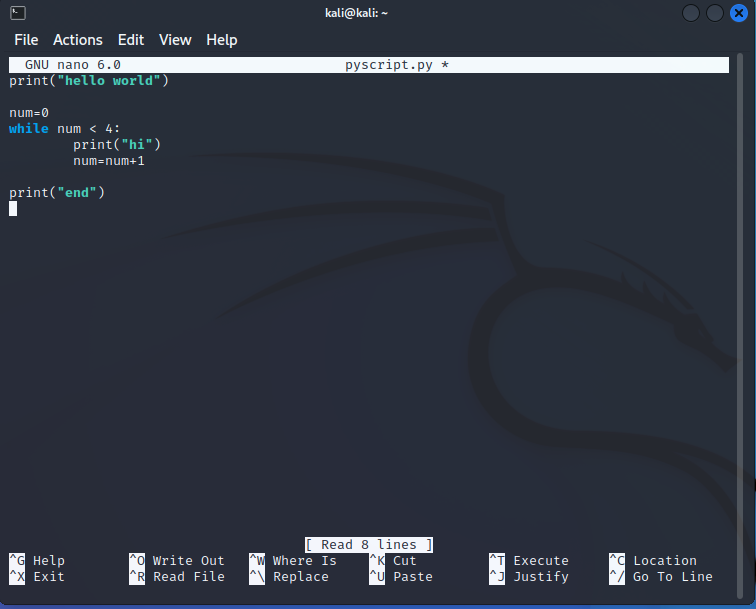 kali@kali: ~
File Actions Edit View Help
GNU nano 6.0 pyscript.py *
print("hello world")
num=0
while num < 4:
        print("hi")
        num=num+1
print("end")
[ Read 8 lines ]
^G Help ^O Write Out ^W Where Is ^K Cut ^T Execute ^C Location
^X Exit ^R Read File ^\ Replace ^U Paste ^J Justify ^/ Go To Line